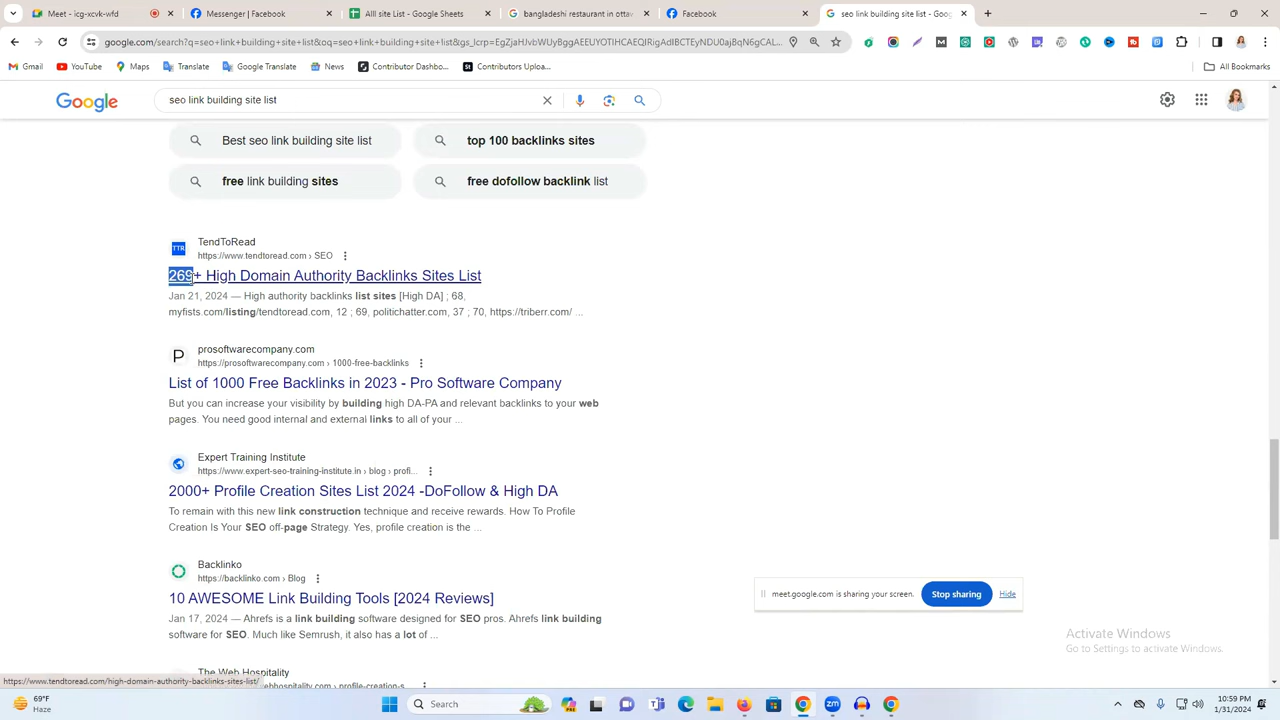 Meet - icg-cvvk-wfd
Messenger | Facebook
Alll site List - Google Sheets
bangladeshi restaurant in ottaw
Facebook
seo link building site list - Goog
google.com/search?q=seo+link+building+site+list&oq=seo+link+building+site+list&gs_lcrp=
Gmail
YouTube
Maps
Translate
Google Translate
News
Contributor Dashbo...
Contributors Uploa...
All Bookmarks
Google
seo link building site list
Best seo link building site list
top 100 backlinks sites
free link building sites
free dofollow backlink list
TTR
TendToRead
https://www.tendtoread.com › SEO
269+ High Domain Authority Backlinks Sites List
Jan 21, 2024 — High authority backlinks list sites [High DA] ; 68,
myfists.com/listing/tendtoread.com, 12 ; 69, politichatter.com, 37 ; 70, https://triberr.com/ ...
P
prosoftwarecompany.com
https://prosoftwarecompany.com › 1000-free-backlinks
List of 1000 Free Backlinks in 2023 - Pro Software Company
But you can increase your visibility by building high DA-PA and relevant backlinks to your web
pages. You need good internal and external links to all of your ...
Expert Training Institute
https://www.expert-seo-training-institute.in › blog › profi...
2000+ Profile Creation Sites List 2024 -DoFollow & High DA
To remain with this new link construction technique and receive rewards. How To Profile
Creation Is Your SEO off-page Strategy. Yes, profile creation is the ...
Backlinko
https://backlinko.com › Blog
10 AWESOME Link Building Tools [2024 Reviews]
Jan 17, 2024 — Ahrefs is a link building software designed for SEO pros. Ahrefs link building
software for SEO. Much like Semrush, it also has a lot of ...
meet.google.com is sharing your screen.
Stop sharing
Hide
Activate Windows
Go to Settings to activate Windows.
The Web Hospitality
https://www.tendtoread.com/high-domain-authority-backlinks-sites-list/
ebhospitality.com › profile-creation-s...
69°F
Haze
Search
10:59 PM
1/31/2024